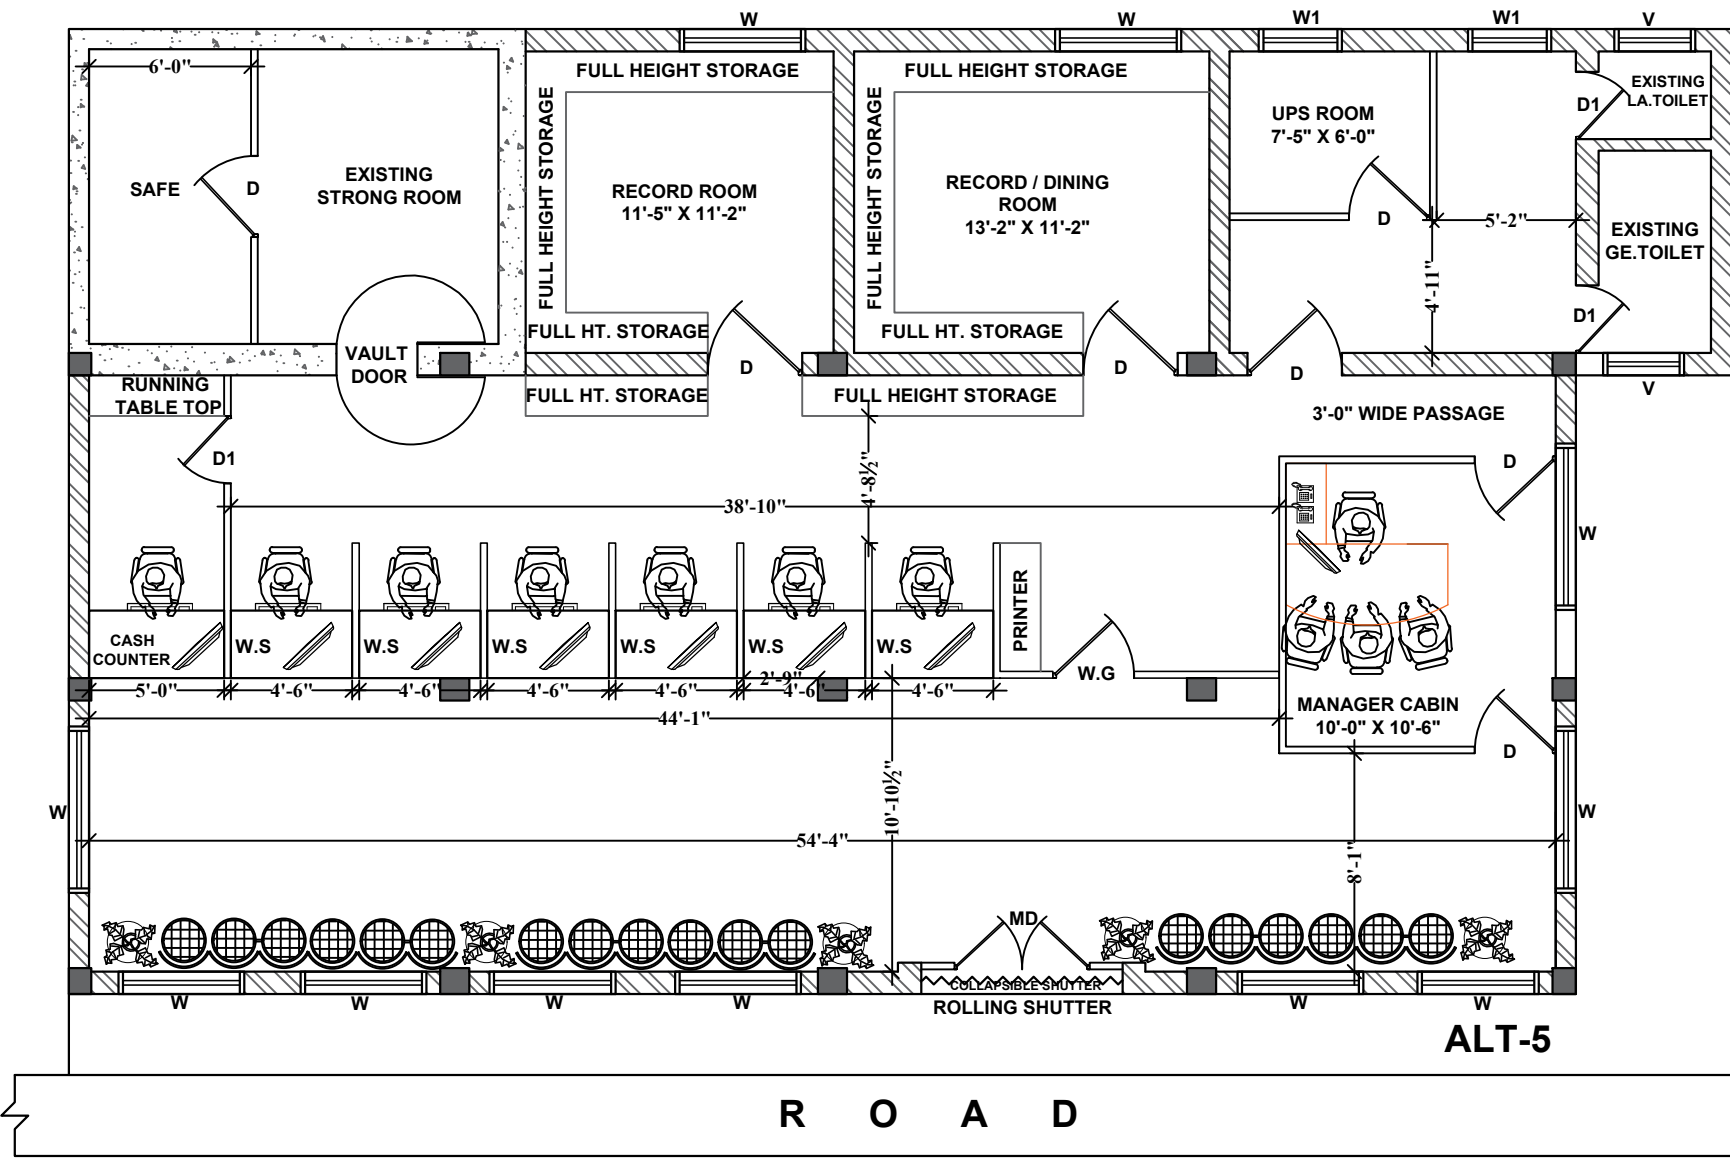 W
W
W1
W1
V
6'-0"
FULL HEIGHT STORAGE
FULL HEIGHT STORAGE
EXISTING
LA.TOILET
D1
UPS ROOM
7'-5" X 6'-0"
FULL HEIGHT STORAGE
FULL HEIGHT STORAGE
SAFE
D
EXISTING
STRONG ROOM
RECORD ROOM
11'-5" X 11'-2"
RECORD / DINING
ROOM
13'-2" X 11'-2"
D
5'-2"
EXISTING
GE.TOILET
4'-11"
D1
FULL HT. STORAGE
FULL HT. STORAGE
VAULT
DOOR
D
D
D
V
RUNNING
TABLE TOP
FULL HT. STORAGE
FULL HEIGHT STORAGE
3'-0" WIDE PASSAGE
D1
4'-8½"
D
38'-10"
W
PRINTER
CASH
COUNTER
W.S
W.S
W.S
W.S
W.S
W.S
W.G
2'-9"
5'-0"
4'-6"
4'-6"
4'-6"
4'-6"
4'-6"
4'-6"
MANAGER CABIN
10'-0" X 10'-6"
44'-1"
D
10'-10½"
W
W
54'-4"
8'-1"
MD
COLLAPSIBLE SHUTTER
ROLLING SHUTTER
W
W
W
W
W
W
ALT-5
R O A D